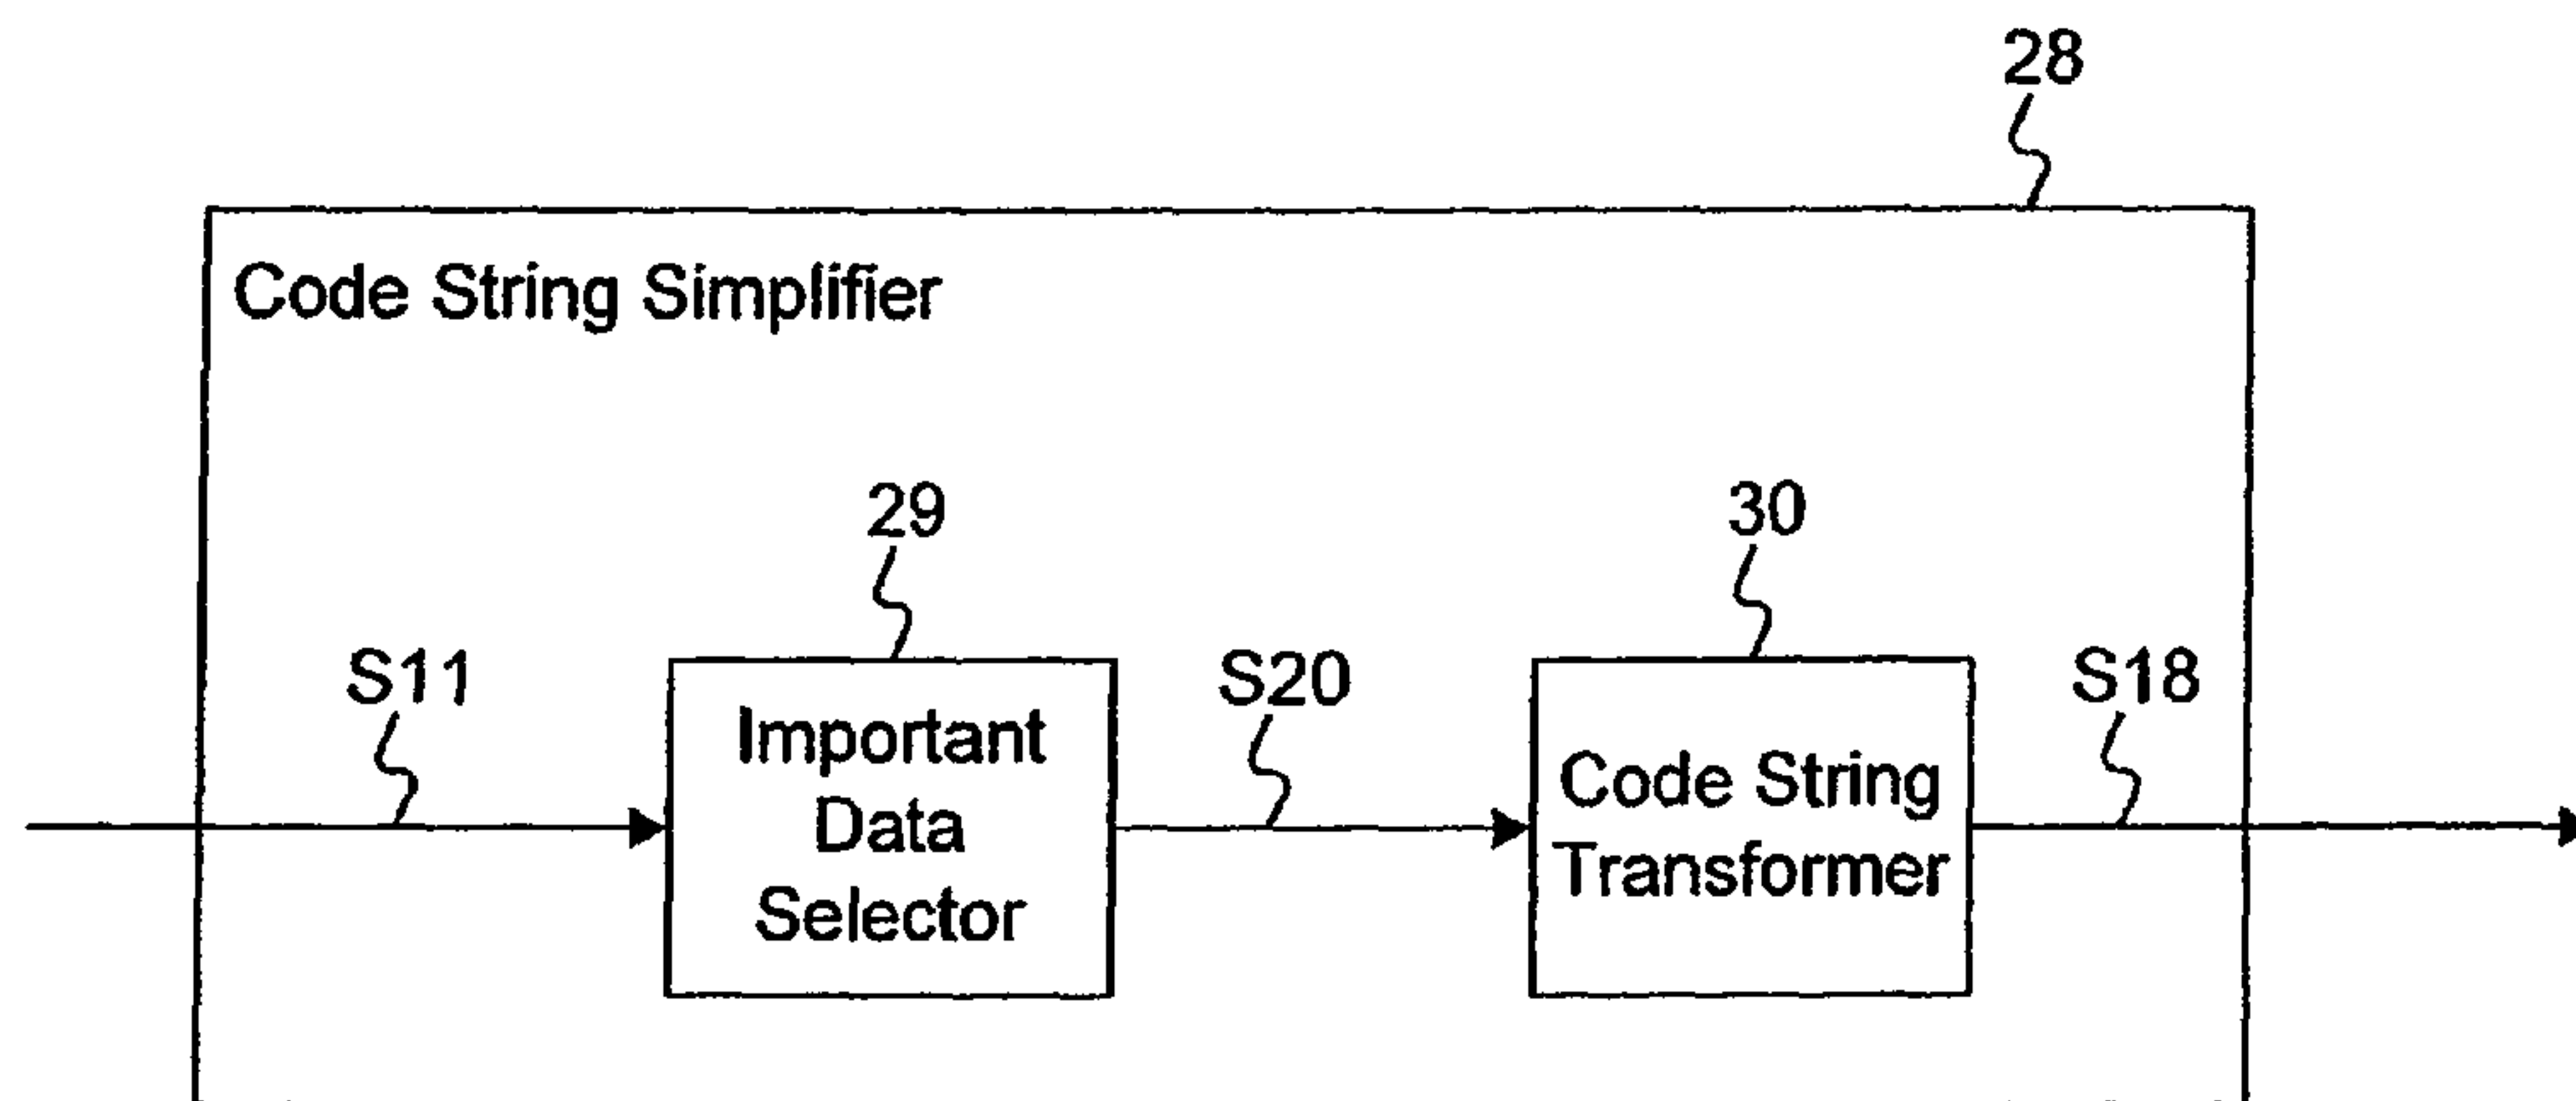 28
Code String Simplifier
29
30
S11
S20
S18
Important
Data
Selector
Code String
Transformer